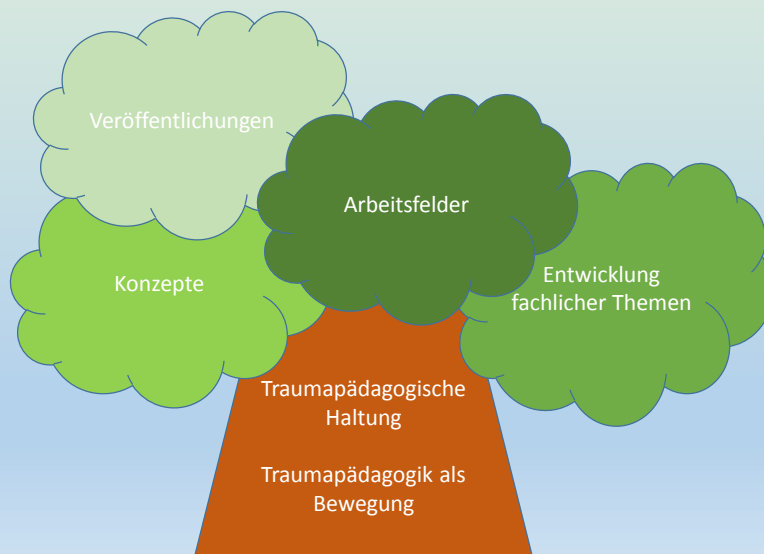 Veröffentlichungen
Arbeitsfelder
Konzepte
Entwicklung
fachlicher Themen
Traumapädagogische
Haltung
Traumapädagogik als
Bewegung